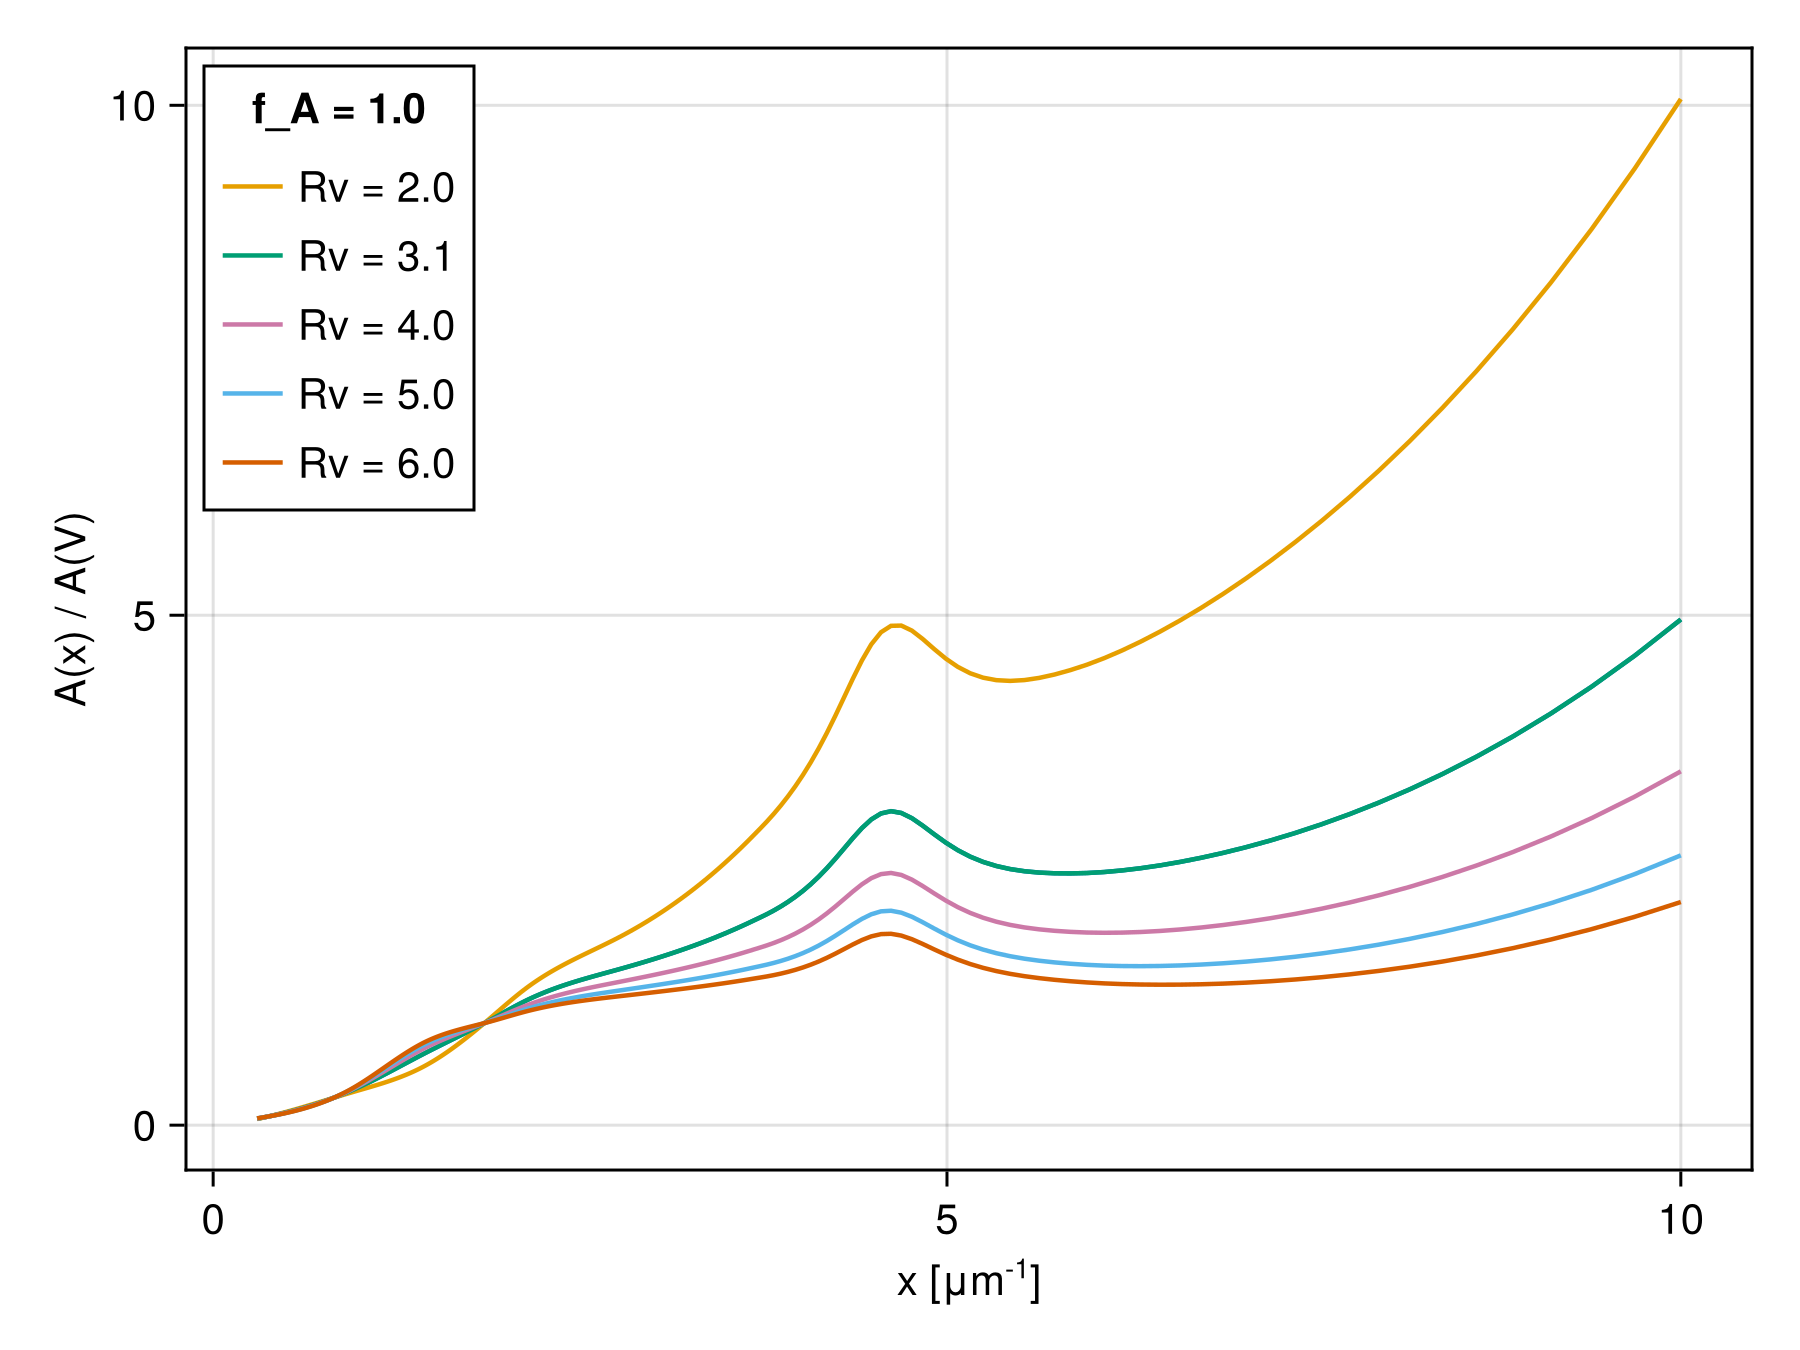 f_A = 1.0
Rv = 2.0
Rv = 3.1
Rv = 4.0
Rv = 5.0
Rv = 6.0
10
5
0
A(x) / A(V)
0 5 10
x [μm⁻¹]